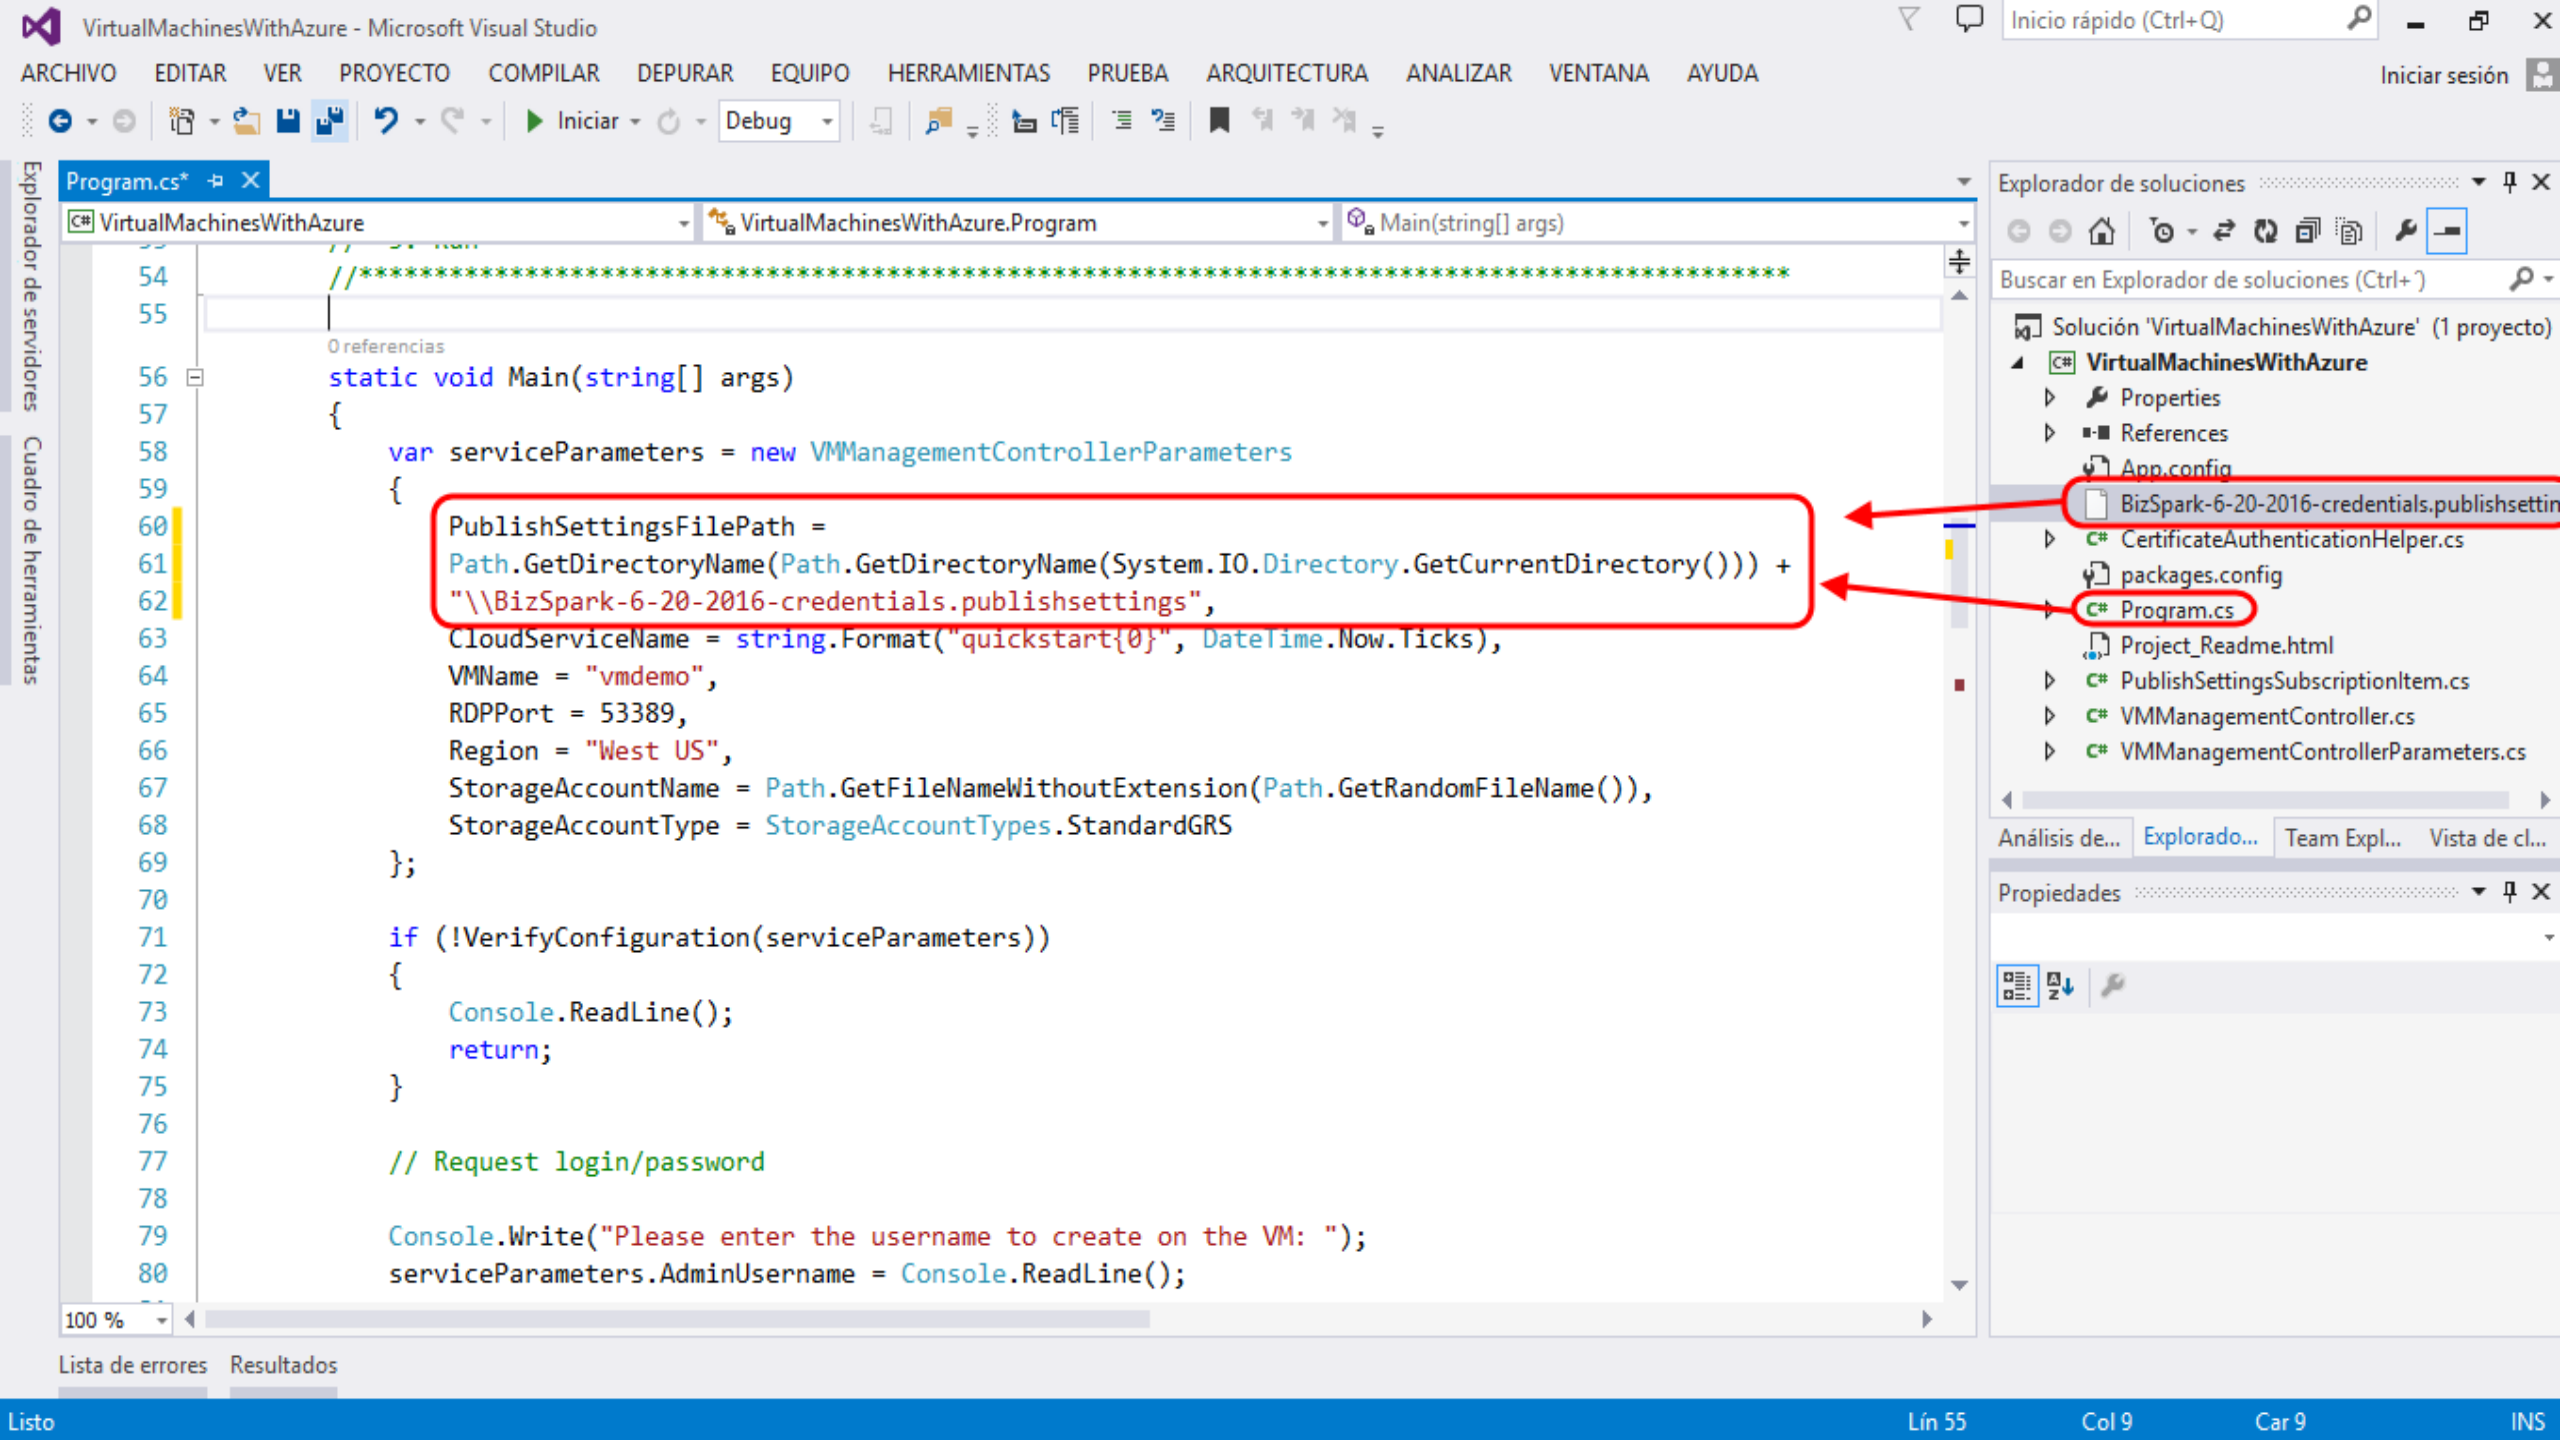 VirtualMachinesWithAzure - Microsoft Visual Studio
Inicio rápido (Ctrl+Q)
ARCHIVO EDITAR VER PROYECTO COMPILAR DEPURAR EQUIPO HERRAMIENTAS PRUEBA ARQUITECTURA ANALIZAR VENTANA AYUDA
Iniciar sesión
Iniciar Debug
Explorador de servidores
Cuadro de herramientas
Program.cs*
VirtualMachinesWithAzure VirtualMachinesWithAzure.Program Main(string[] args)
54 //***********************************************************************************************
55
0 referencias
56 static void Main(string[] args)
57 {
58 var serviceParameters = new VMManagementControllerParameters
59 {
60 PublishSettingsFilePath =
61 Path.GetDirectoryName(Path.GetDirectoryName(System.IO.Directory.GetCurrentDirectory())) +
62 "\\BizSpark-6-20-2016-credentials.publishsettings",
63 CloudServiceName = string.Format("quickstart{0}", DateTime.Now.Ticks),
64 VMName = "vmdemo",
65 RDPPort = 53389,
66 Region = "West US",
67 StorageAccountName = Path.GetFileNameWithoutExtension(Path.GetRandomFileName()),
68 StorageAccountType = StorageAccountTypes.StandardGRS
69 };
70
71 if (!VerifyConfiguration(serviceParameters))
72 {
73 Console.ReadLine();
74 return;
75 }
76
77 // Request login/password
78
79 Console.Write("Please enter the username to create on the VM: ");
80 serviceParameters.AdminUsername = Console.ReadLine();
100 %
Explorador de soluciones
Buscar en Explorador de soluciones (Ctrl+´)
Solución 'VirtualMachinesWithAzure' (1 proyecto)
C# VirtualMachinesWithAzure
Properties
References
App.config
BizSpark-6-20-2016-credentials.publishsettin
C# CertificateAuthenticationHelper.cs
packages.config
C# Program.cs
Project_Readme.html
C# PublishSettingsSubscriptionItem.cs
C# VMManagementController.cs
C# VMManagementControllerParameters.cs
Análisis de... Explorado... Team Expl... Vista de cl...
Propiedades
Lista de errores Resultados
Listo Lín 55 Col 9 Car 9 INS